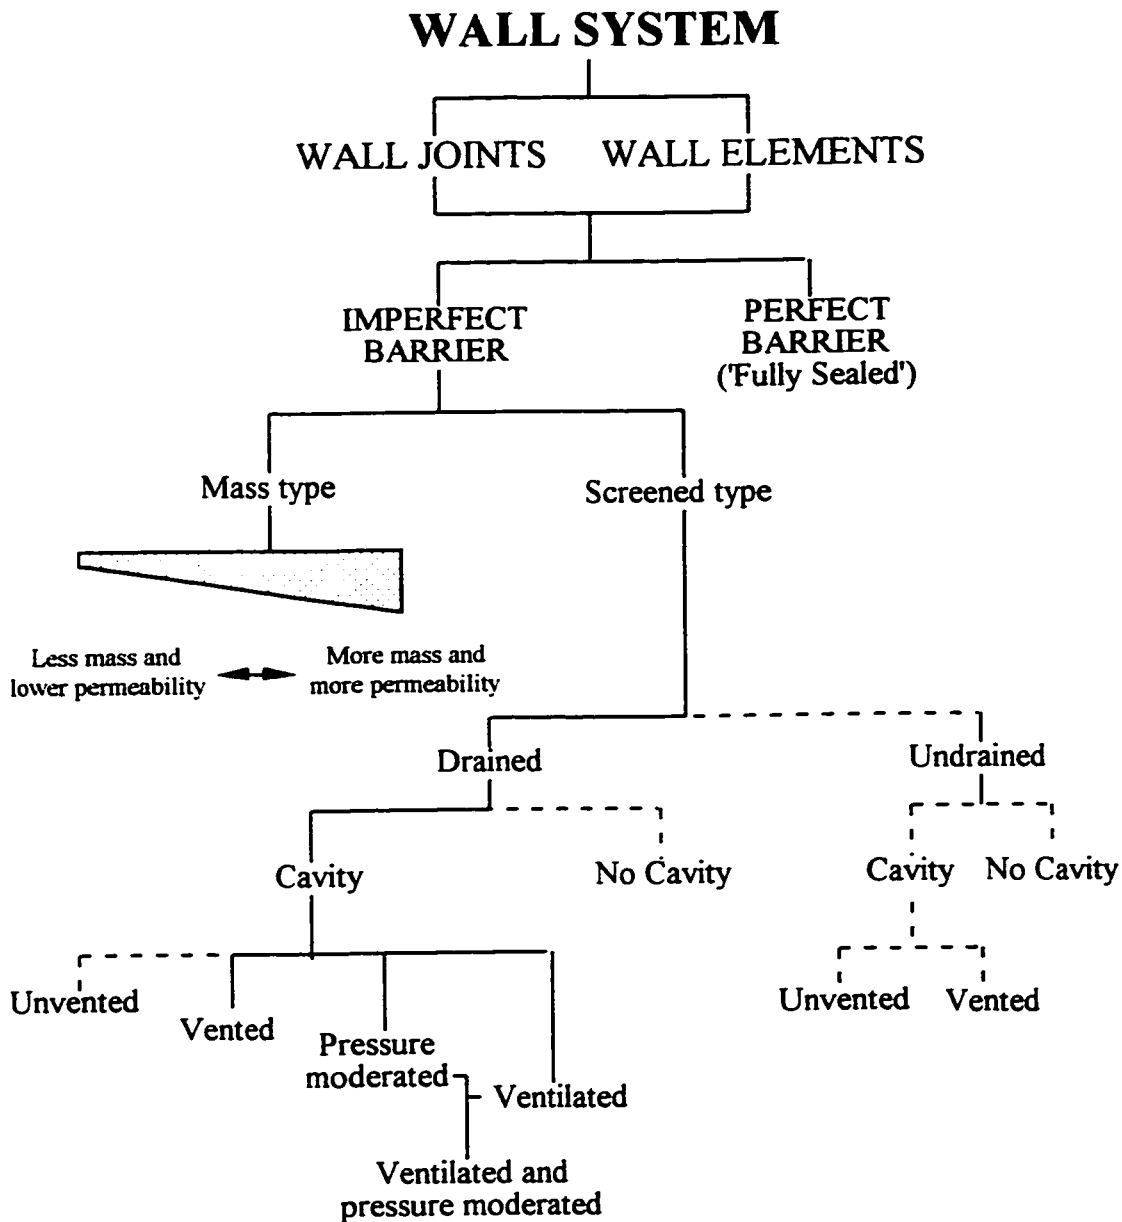 WALL SYSTEM
WALL JOINTS
WALL ELEMENTS
IMPERFECT
BARRIER
PERFECT
BARRIER
('Fully Sealed')
Mass type
Screened type
Less mass and
lower permeability
More mass and
more permeability
Drained
Undrained
Cavity
No Cavity
Cavity
No Cavity
Unvented
Vented
Pressure
moderated
Ventilated
Ventilated and
pressure moderated
Unvented
Vented